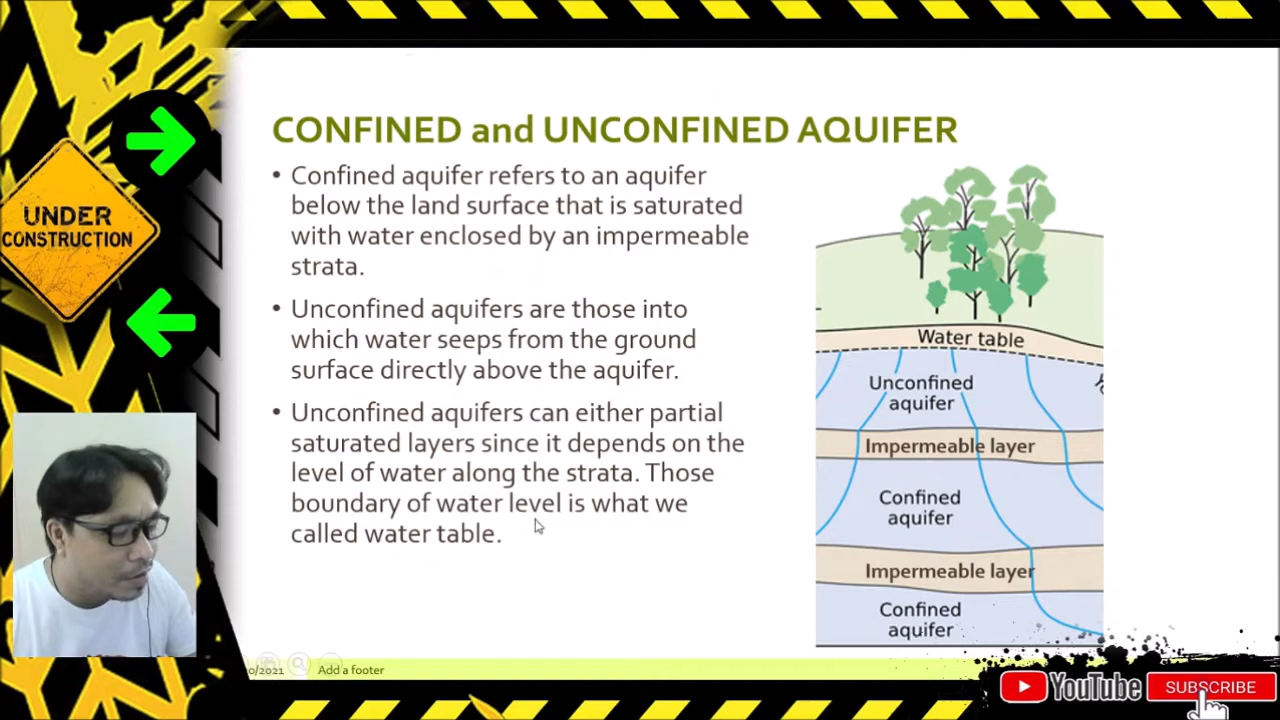 CONFINED and UNCONFINED AQUIFER
• Confined aquifer refers to an aquifer
below the land surface that is saturated
with water enclosed by an impermeable
strata.
• Unconfined aquifers are those into
which water seeps from the ground
surface directly above the aquifer.
• Unconfined aquifers can either partial
saturated layers since it depends on the
level of water along the strata. Those
boundary of water level is what we
called water table.
Water table
Unconfined
aquifer
Impermeable layer
Confined
aquifer
Impermeable layer
Confined
aquifer
UNDER
CONSTRUCTION
0/2021
Add a footer
YouTube
SUBSCRIBE